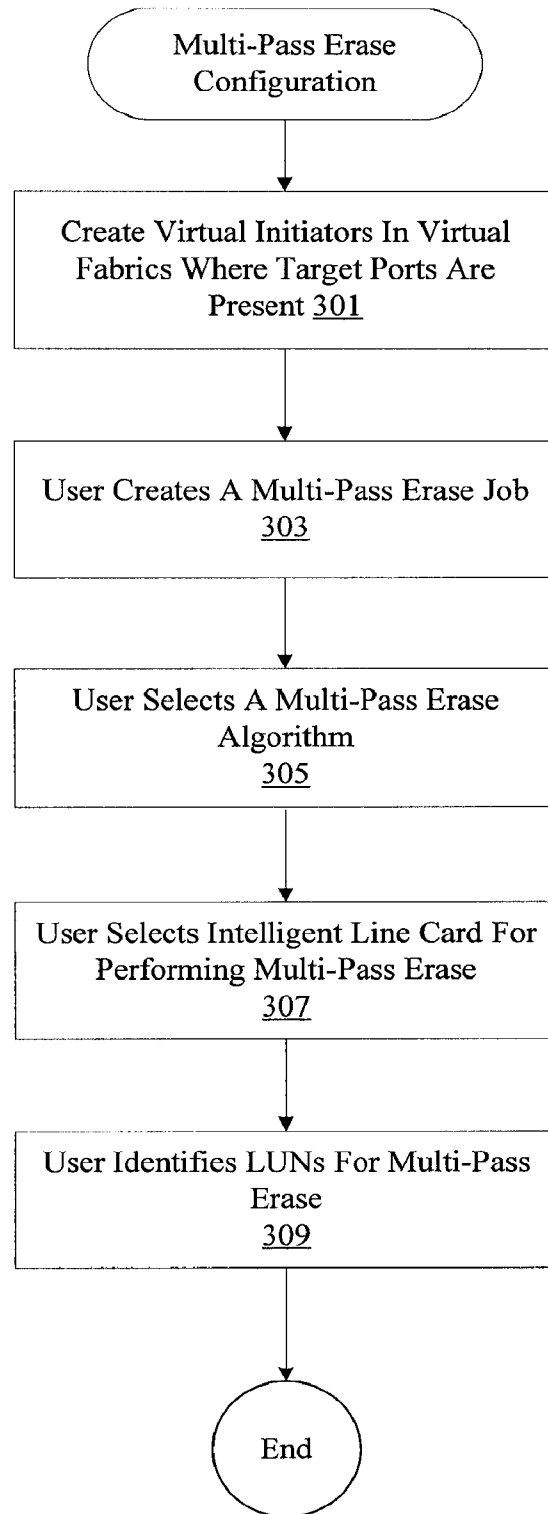 Multi-Pass Erase
Configuration
Create Virtual Initiators In Virtual
Fabrics Where Target Ports Are
Present 301
User Creates A Multi-Pass Erase Job
303
User Selects A Multi-Pass Erase
Algorithm
305
User Selects Intelligent Line Card For
Performing Multi-Pass Erase
307
User Identifies LUNs For Multi-Pass
Erase
309
End